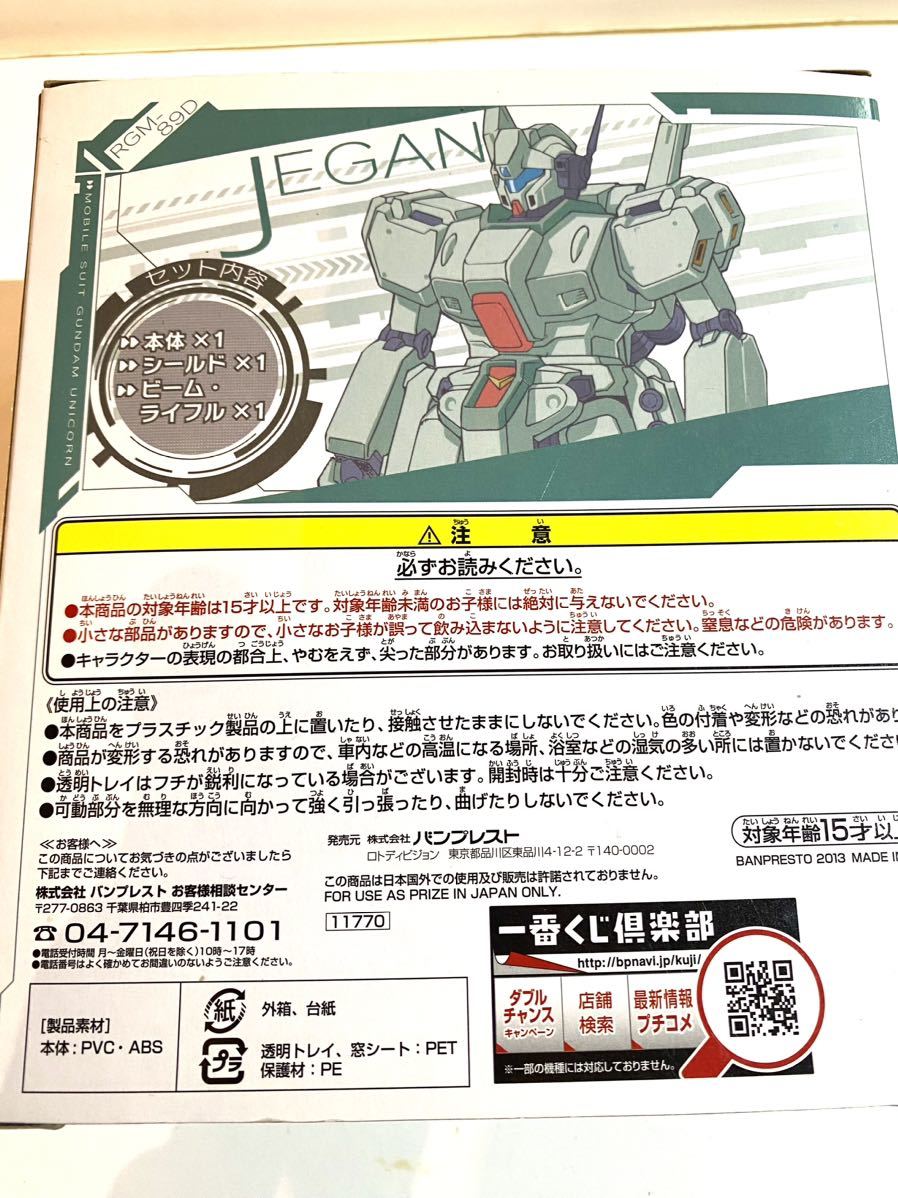 RGM-89D
JEGAN
MOBILE SUIT GUNDAM UNICORN
セット内容
本体 ×1
シールド ×1
ビーム・
ライフル ×1
⚠注意
必ずお読みください。
●本商品の対象年齢は15才以上です。対象年齢未満のお子様には絶対に与えないでください。
●小さな部品がありますので、小さなお子様が誤って飲み込まないように注意してください。窒息などの危険があります。
●キャラクターの表現の都合上、やむをえず、尖った部分があります。お取り扱いにはご注意ください。
《使用上の注意》
●本商品をプラスチック製品の上に置いたり、接触させたままにしないでください。色の付着や変形などの恐れがあり
●商品が変形する恐れがありますので、車内などの高温になる場所、浴室などの湿気の多い所には置かないでくださ
●透明トレイはフチが鋭利になっている場合がございます。開封時は十分ご注意ください。
●可動部分を無理な方向に向かって強く引っ張ったり、曲げたりしないでください。
≪お客様へ≫
この商品についてお気づきの点がございましたら
下記までご連絡ください。
株式会社 バンプレスト お客様相談センター
〒277-0863 千葉県柏市豊四季241-22
☎04-7146-1101
●電話受付時間 月〜金曜日(祝日を除く)10時〜17時
●電話番号はよく確かめてお間違いのないようご注意ください。
発売元 株式会社 バンプレスト
ロトディビジョン 東京都品川区東品川4-12-2 〒140-0002
この商品は日本国外での使用及び販売は許諾されておりません。
FOR USE AS PRIZE IN JAPAN ONLY.
11770
対象年齢15才以上
BANPRESTO 2013 MADE IN
[製品素材]
本体:PVC・ABS
紙
外箱、台紙
プラ
透明トレイ、窓シート:PET
保護材:PE
一番くじ倶楽部
http://bpnavi.jp/kuji/
ダブル
チャンス
キャンペーン
店舗
検索
最新情報
プチコメ
※一部の機種には対応しておりません。